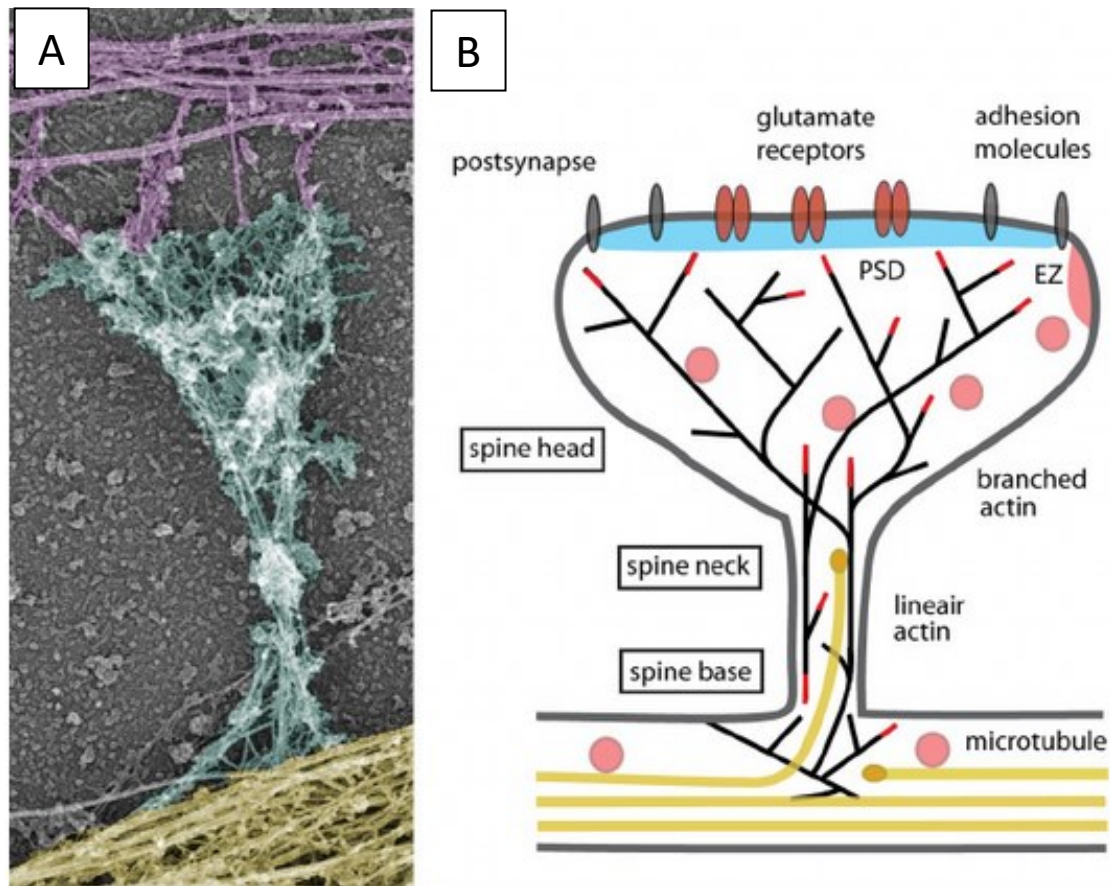 A
B
postsynapse
glutamate
receptors
adhesion
molecules
PSD
EZ
spine head
branched
actin
spine neck
lineair
actin
spine base
microtubule